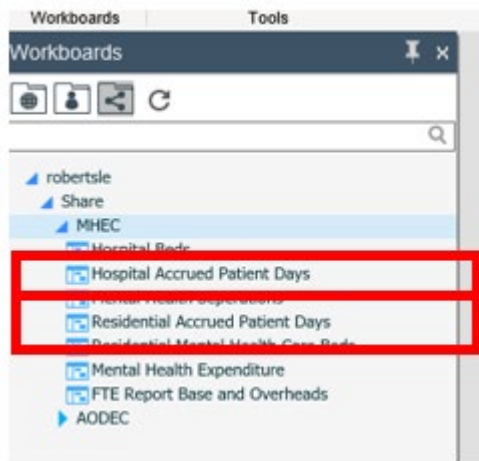 Workboards Tools
Workboards
robertsle
Share
MHEC
Hospital Beds
Hospital Accrued Patient Days
Mental Health Seperations
Residential Accrued Patient Days
Residential Mental Health Care Beds
Mental Health Expenditure
FTE Report Base and Overheads
AODEC